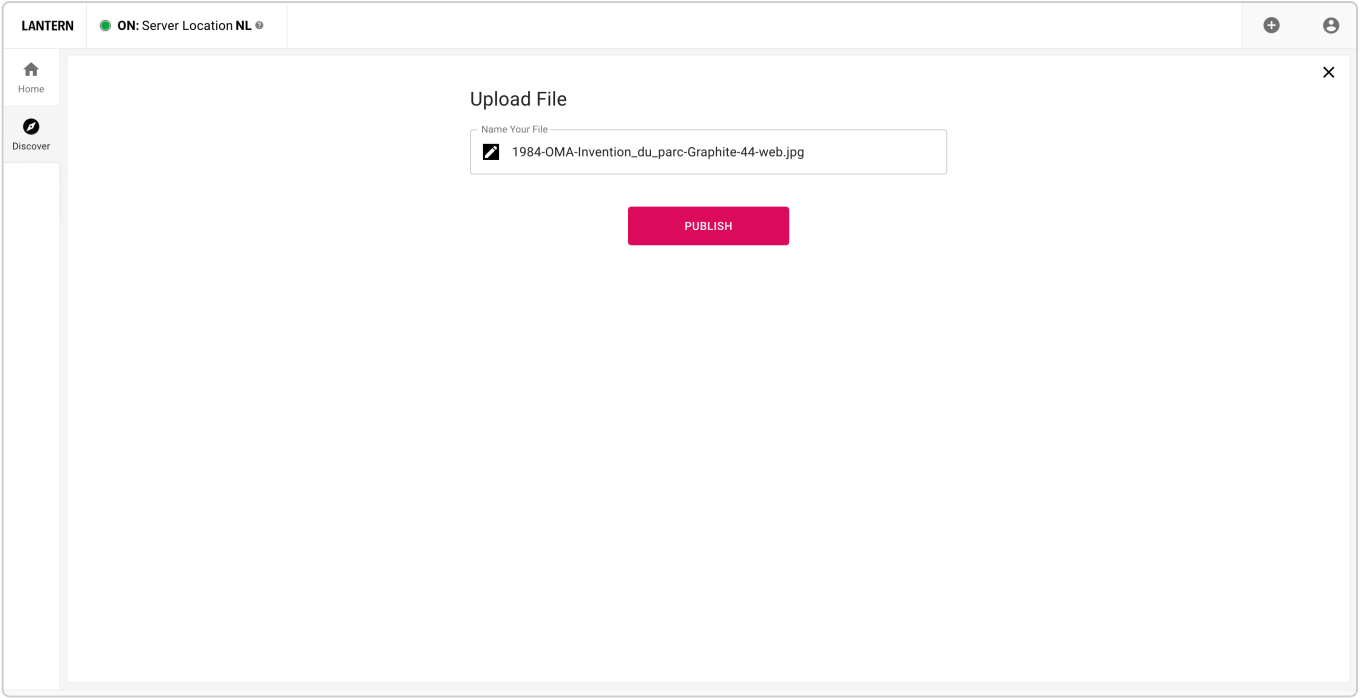 LANTERN
ON: Server Location NL
Home
Discover
Upload File
Name Your File
1984-OMA-Invention_du_parc-Graphite-44-web.jpg
PUBLISH